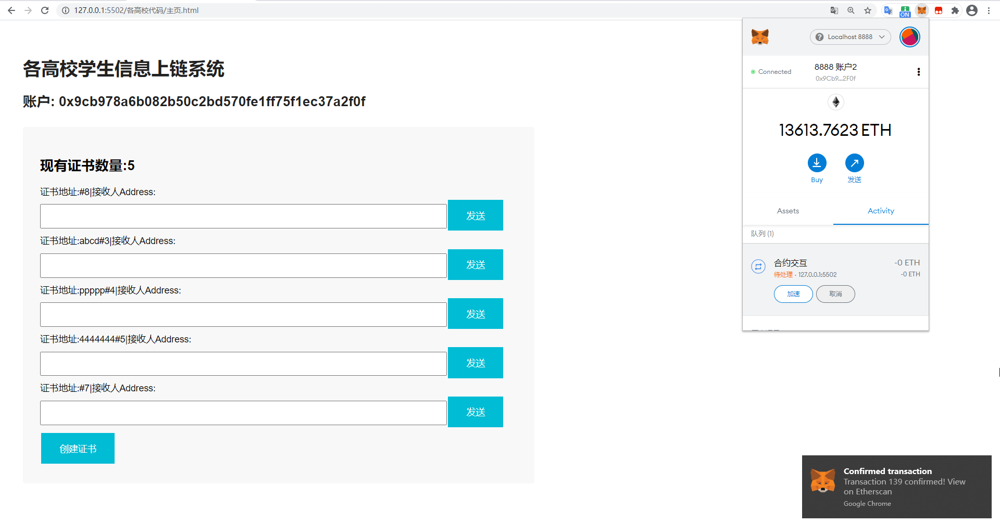 127.0.0.1:5502/各高校代码/主页.html
ON
各高校学生信息上链系统
账户: 0x9cb978a6b082b50c2bd570fe1ff75f1ec37a2f0f
现有证书数量:5
证书地址:#8|接收人Address:
发送
证书地址:abcd#3|接收人Address:
发送
证书地址:ppppp#4|接收人Address:
发送
证书地址:4444444#5|接收人Address:
发送
证书地址:#7|接收人Address:
发送
创建证书
Localhost 8888
Connected
8888 账户2
0x9Cb9...2F0f
13613.7623 ETH
Buy
发送
Assets
Activity
队列 (1)
合约交互
-0 ETH
待处理 · 127.0.0.1:5502
-0 ETH
加速
取消
Confirmed transaction
Transaction 139 confirmed! View
on Etherscan
Google Chrome